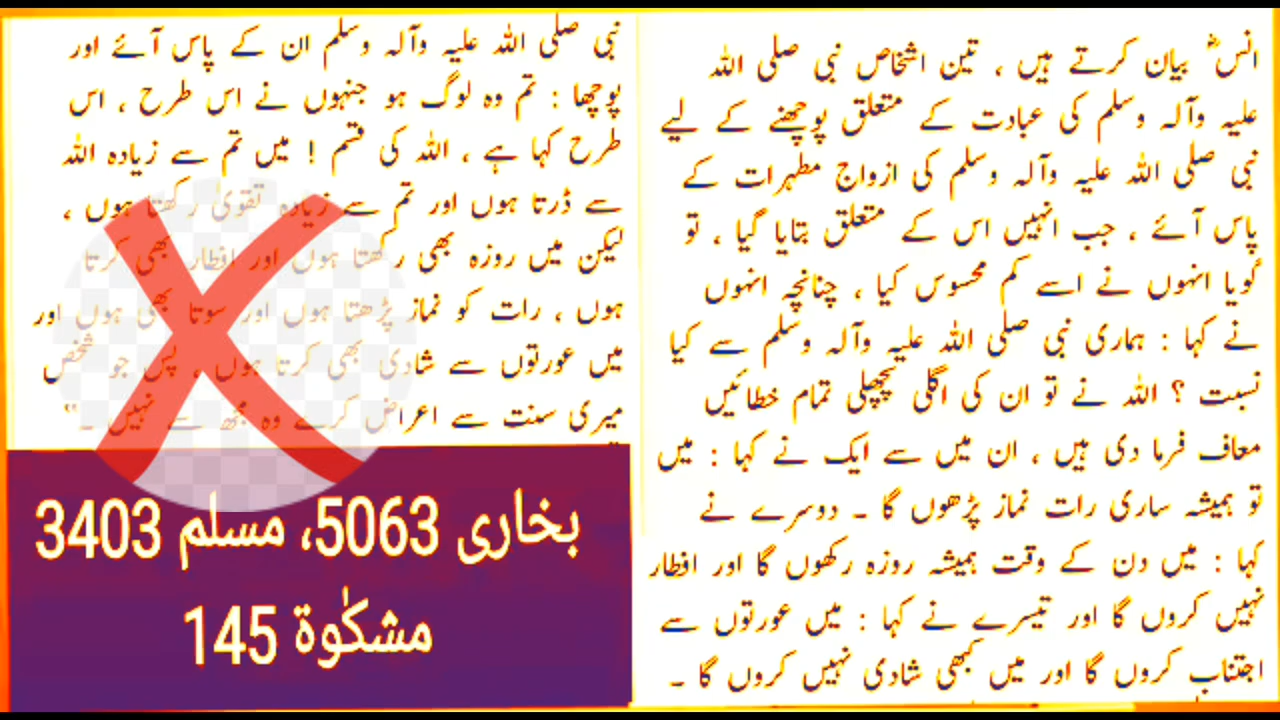 انسؓ بیان کرتے ہیں ، تین اشخاص نبی صلی اللہ
علیہ وآلہ وسلم کی عبادت کے متعلق پوچھنے کے لیے
نبی صلی اللہ علیہ وآلہ وسلم کی ازواج مطہرات کے
پاس آئے ، جب انہیں اس کے متعلق بتایا گیا ، تو
گویا انہوں نے اسے کم محسوس کیا ، چنانچہ انہوں
نے کہا : ہماری نبی صلی اللہ علیہ وآلہ وسلم سے کیا
نسبت ؟ اللہ نے تو ان کی اگلی پچھلی تمام خطائیں
معاف فرما دی ہیں ، ان میں سے ایک نے کہا : میں
تو ہمیشہ ساری رات نماز پڑھوں گا ۔ دوسرے نے
کہا : میں دن کے وقت ہمیشہ روزہ رکھوں گا اور افطار
نہیں کروں گا اور تیسرے نے کہا : میں عورتوں سے
اجتناب کروں گا اور میں کبھی شادی نہیں کروں گا ۔
نبی صلی اللہ علیہ وآلہ وسلم ان کے پاس آئے اور
پوچھا : تم وہ لوگ ہو جنہوں نے اس طرح ، اس
طرح کہا ہے ، اللہ کی قسم ! میں تم سے زیادہ اللہ
سے ڈرتا ہوں اور تم سے زیادہ تقویٰ رکھتا ہوں ،
لیکن میں روزہ بھی رکھتا ہوں اور افطار بھی کرتا
ہوں ، رات کو نماز پڑھتا ہوں اور سوتا بھی ہوں اور
میں عورتوں سے شادی بھی کرتا ہوں ، پس جو شخص
میری سنت سے اعراض کرے وہ مجھ سے نہیں ۔‘‘
بخاری 5063، مسلم 3403
مشکوٰۃ 145